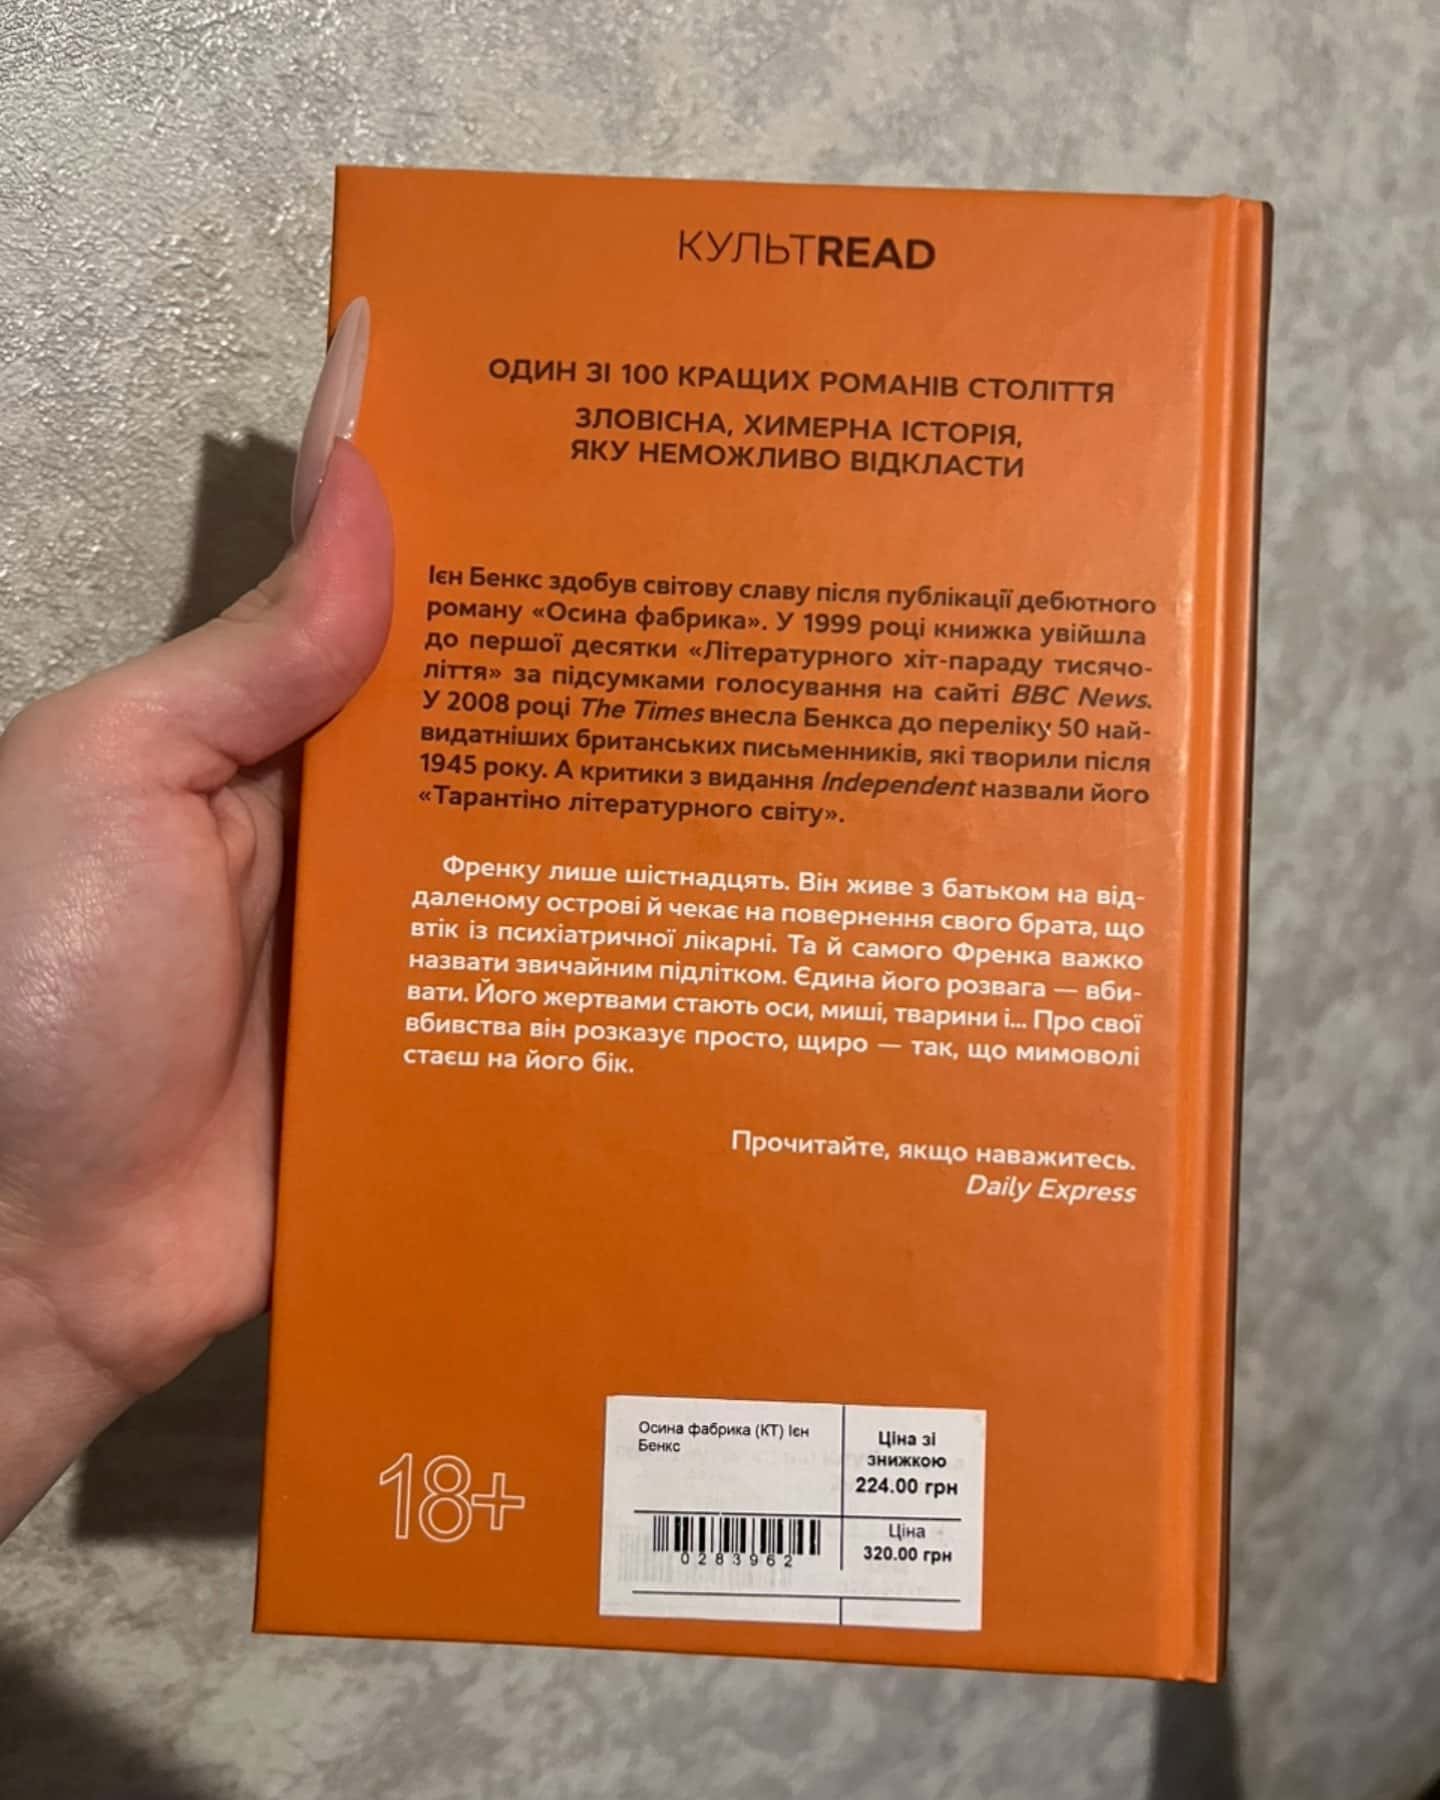 КУЛЬТREAD
ОДИН ЗІ 100 КРАЩИХ РОМАНІВ СТОЛІТТЯ
ЗЛОВІСНА, ХИМЕРНА ІСТОРІЯ,
ЯКУ НЕМОЖЛИВО ВІДКЛАСТИ
Ієн Бенкс здобув світову славу після публікації дебютного
роману «Осина фабрика». У 1999 році книжка увійшла
до першої десятки «Літературного хіт-параду тисячо-
ліття» за підсумками голосування на сайті BBC News.
У 2008 році The Times внесла Бенкса до переліку 50 най-
видатніших британських письменників, які творили після
1945 року. А критики з видання Independent назвали його
«Тарантіно літературного світу».
Френку лише шістнадцять. Він живе з батьком на від-
даленому острові й чекає на повернення свого брата, що
втік із психіатричної лікарні. Та й самого Френка важко
назвати звичайним підлітком. Єдина його розвага — вби-
вати. Його жертвами стають оси, миші, тварини і... Про свої
вбивства він розказує просто, щиро — так, що мимоволі
стаєш на його бік.
Прочитайте, якщо наважитесь.
Daily Express
18+
Осина фабрика (КТ) Ієн
Бенкс
Ціна зі
знижкою
224.00 грн
0283962
Ціна
320.00 грн